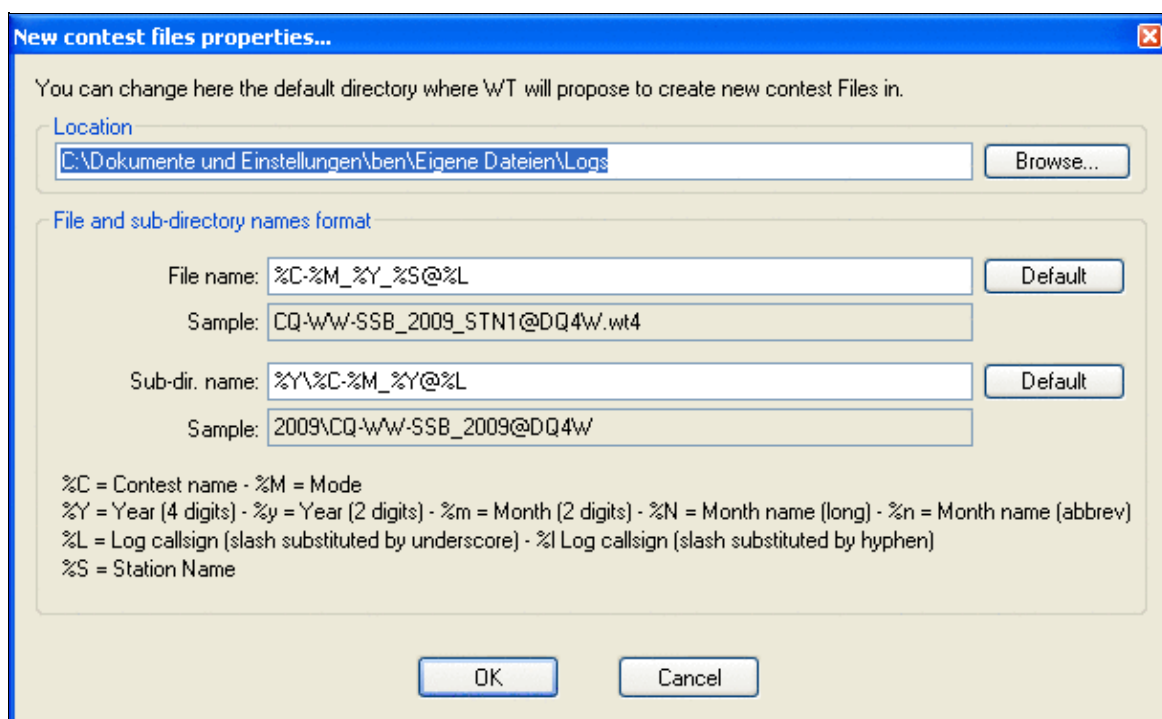 New contest files properties...
You can change here the default directory where WT will propose to create new contest Files in.
Location
C:\Dokumente und Einstellungen\ben\Eigene Dateien\Logs
Browse...
File and sub-directory names format
File name: %C-%M_%Y_%S@%L Default
Sample: CQ-WW-SSB_2009_STN1@DQ4W.wt4
Sub-dir. name: %Y\%C-%M_%Y@%L Default
Sample: 2009\CQ-WW-SSB_2009@DQ4W
%C = Contest name - %M = Mode
%Y = Year (4 digits) - %y = Year (2 digits) - %m = Month (2 digits) - %N = Month name (long) - %n = Month name (abbrev)
%L = Log callsign (slash substituted by underscore) - %l Log callsign (slash substituted by hyphen)
%S = Station Name
OK Cancel